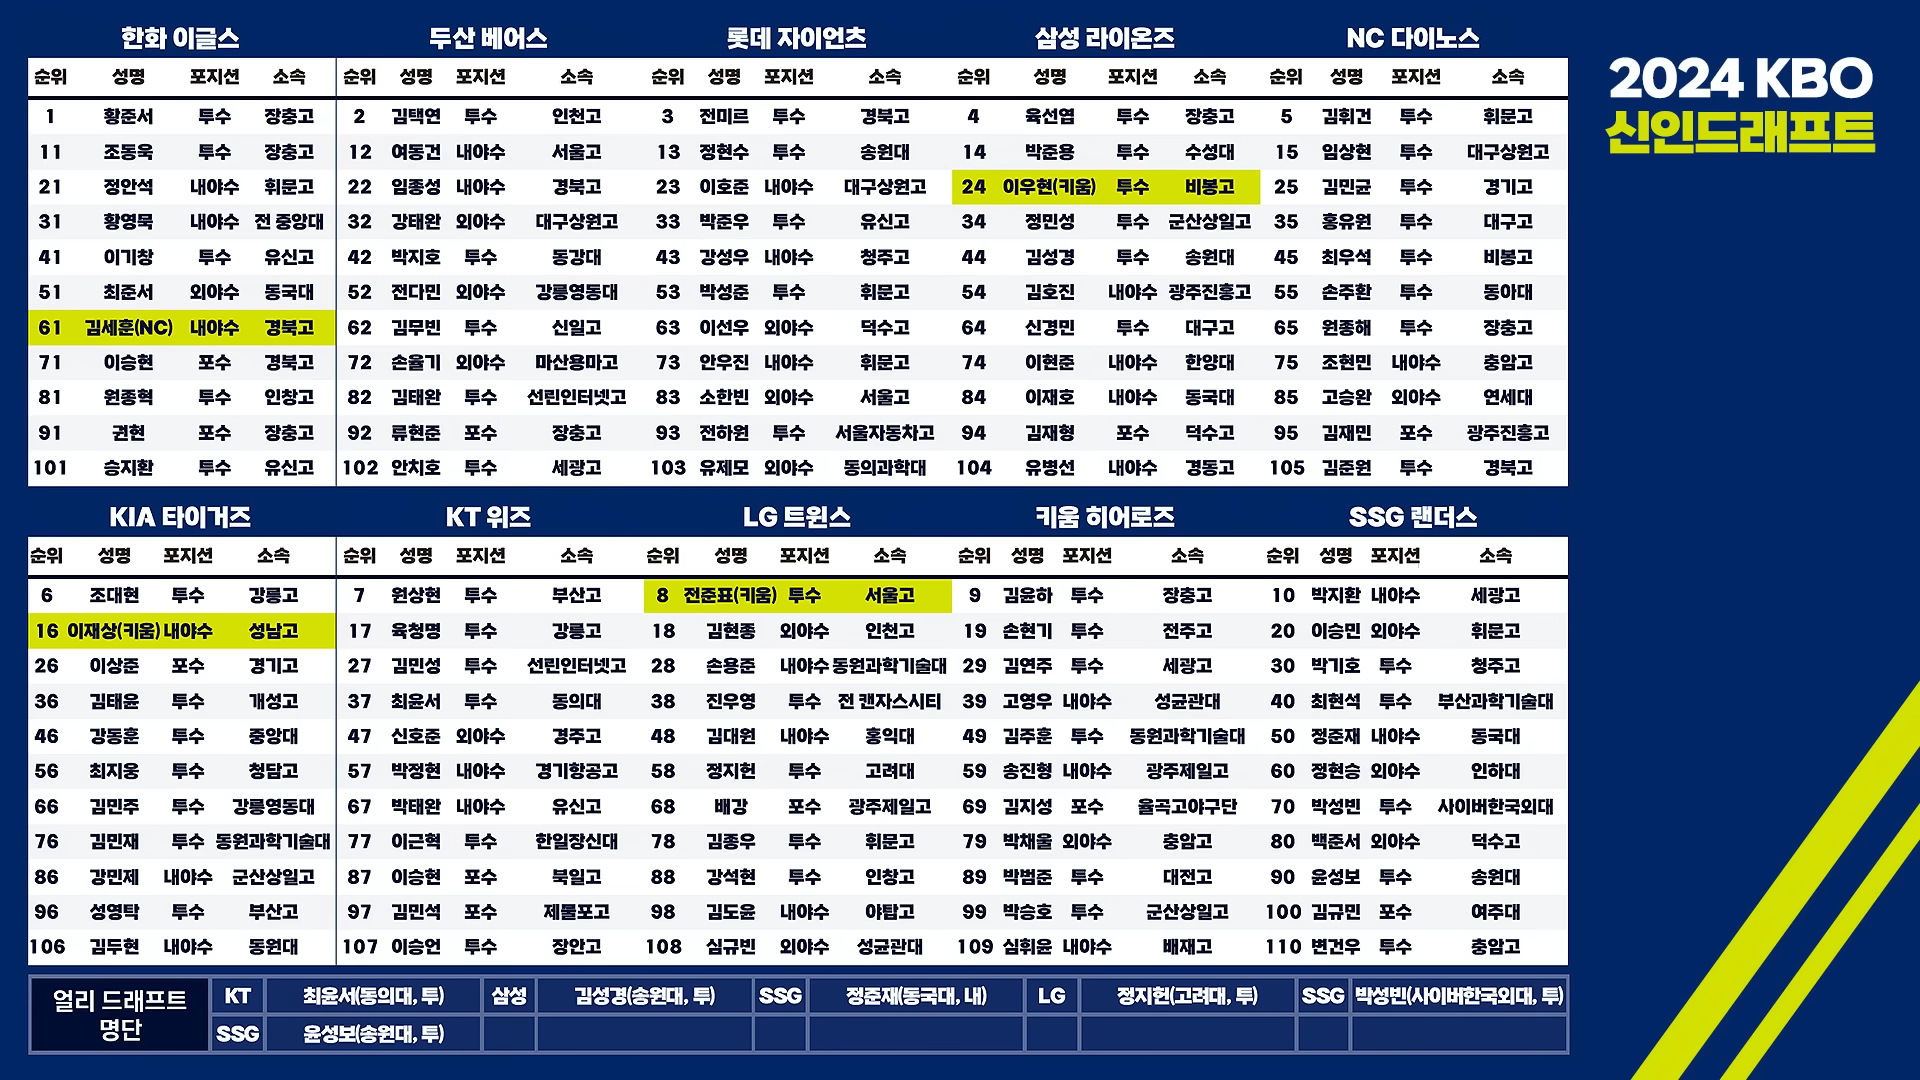 2024 KBO
신인드래프트
한화 이글스 두산 베어스 롯데 자이언츠 삼성 라이온즈 NC 다이노스
순위 성명 포지션 소속 순위 성명 포지션 소속 순위 성명 포지션 소속 순위 성명 포지션 소속 순위 성명 포지션 소속
1 황준서 투수 장충고 2 김택연 투수 인천고 3 전미르 투수 경북고 4 육선엽 투수 장충고 5 김휘건 투수 휘문고
11 조동욱 투수 장충고 12 여동건 내야수 서울고 13 정현수 투수 송원대 14 박준용 투수 수성대 15 임상현 투수 대구상원고
21 정안석 내야수 휘문고 22 임종성 내야수 경북고 23 이호준 내야수 대구상원고 24 이우현(키움) 투수 비봉고 25 김민균 투수 경기고
31 황영묵 내야수 전 중앙대 32 강태완 외야수 대구상원고 33 박준우 투수 유신고 34 정민성 투수 군산상일고 35 홍유원 투수 대구고
41 이기창 투수 유신고 42 박지호 투수 동강대 43 강성우 내야수 청주고 44 김성경 투수 송원대 45 최우석 투수 비봉고
51 최준서 외야수 동국대 52 전다민 외야수 강릉영동대 53 박성준 투수 휘문고 54 김호진 내야수 광주진흥고 55 손주환 투수 동아대
61 김세훈(NC) 내야수 경북고 62 김무빈 투수 신일고 63 이선우 외야수 덕수고 64 신경민 투수 대구고 65 원종해 투수 장충고
71 이승현 포수 경북고 72 손율기 외야수 마산용마고 73 안우진 내야수 휘문고 74 이현준 내야수 한양대 75 조현민 내야수 충암고
81 원종혁 투수 인창고 82 김태완 투수 선린인터넷고 83 소한빈 외야수 서울고 84 이재호 내야수 동국대 85 고승완 외야수 연세대
91 권현 포수 장충고 92 류현준 포수 장충고 93 전하원 투수 서울자동차고 94 김재형 포수 덕수고 95 김재민 포수 광주진흥고
101 승지환 투수 유신고 102 안치호 투수 세광고 103 유제모 외야수 동의과학대 104 유병선 내야수 경동고 105 김준원 투수 경북고
KIA 타이거즈 KT 위즈 LG 트윈스 키움 히어로즈 SSG 랜더스
순위 성명 포지션 소속 순위 성명 포지션 소속 순위 성명 포지션 소속 순위 성명 포지션 소속 순위 성명 포지션 소속
6 조대현 투수 강릉고 7 원상현 투수 부산고 8 전준표(키움) 투수 서울고 9 김윤하 투수 장충고 10 박지환 내야수 세광고
16 이재상(키움) 내야수 성남고 17 육청명 투수 강릉고 18 김현종 외야수 인천고 19 손현기 투수 전주고 20 이승민 외야수 휘문고
26 이상준 포수 경기고 27 김민성 투수 선린인터넷고 28 손용준 내야수 동원과학기술대 29 김연주 투수 세광고 30 박기호 투수 청주고
36 김태윤 투수 개성고 37 최윤서 투수 동의대 38 진우영 투수 전 캔자스시티 39 고영우 내야수 성균관대 40 최현석 투수 부산과학기술대
46 강동훈 투수 중앙대 47 신호준 외야수 경주고 48 김대원 내야수 홍익대 49 김주훈 투수 동원과학기술대 50 정준재 내야수 동국대
56 최지웅 투수 청담고 57 박정현 내야수 경기항공고 58 정지헌 투수 고려대 59 송진형 내야수 광주제일고 60 정현승 외야수 인하대
66 김민주 투수 강릉영동대 67 박태완 내야수 유신고 68 배강 포수 광주제일고 69 김지성 포수 율곡고야구단 70 박성빈 투수 사이버한국외대
76 김민재 투수 동원과학기술대 77 이근혁 투수 한일장신대 78 김종우 투수 휘문고 79 박채울 외야수 충암고 80 백준서 외야수 덕수고
86 강민제 내야수 군산상일고 87 이승현 포수 북일고 88 강석현 투수 인창고 89 박범준 투수 대전고 90 윤성보 투수 송원대
96 성영탁 투수 부산고 97 김민석 포수 제물포고 98 김도윤 내야수 야탑고 99 박승호 투수 군산상일고 100 김규민 포수 여주대
106 김두현 내야수 동원대 107 이승언 투수 장안고 108 심규빈 외야수 성균관대 109 심휘윤 내야수 배재고 110 변건우 투수 충암고
얼리 드래프트
명단
KT 최윤서(동의대, 투) 삼성 김성경(송원대, 투) SSG 정준재(동국대, 내) LG 정지헌(고려대, 투) SSG 박성빈(사이버한국외대, 투)
SSG 윤성보(송원대, 투)